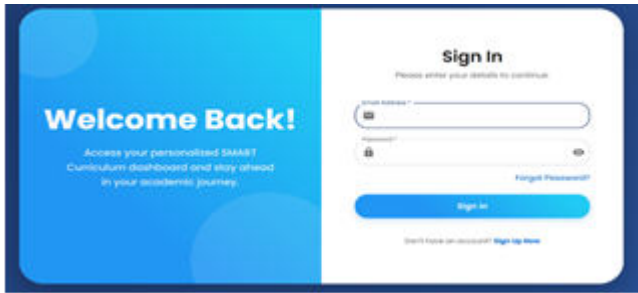 Welcome Back!
Access your personalized SMART
Curriculum dashboard and stay ahead
in your academic journey.
Sign In
Please enter your details to continue
Email Address *
Password *
Forgot Password?
Sign In
Don't have an account? Sign Up Now